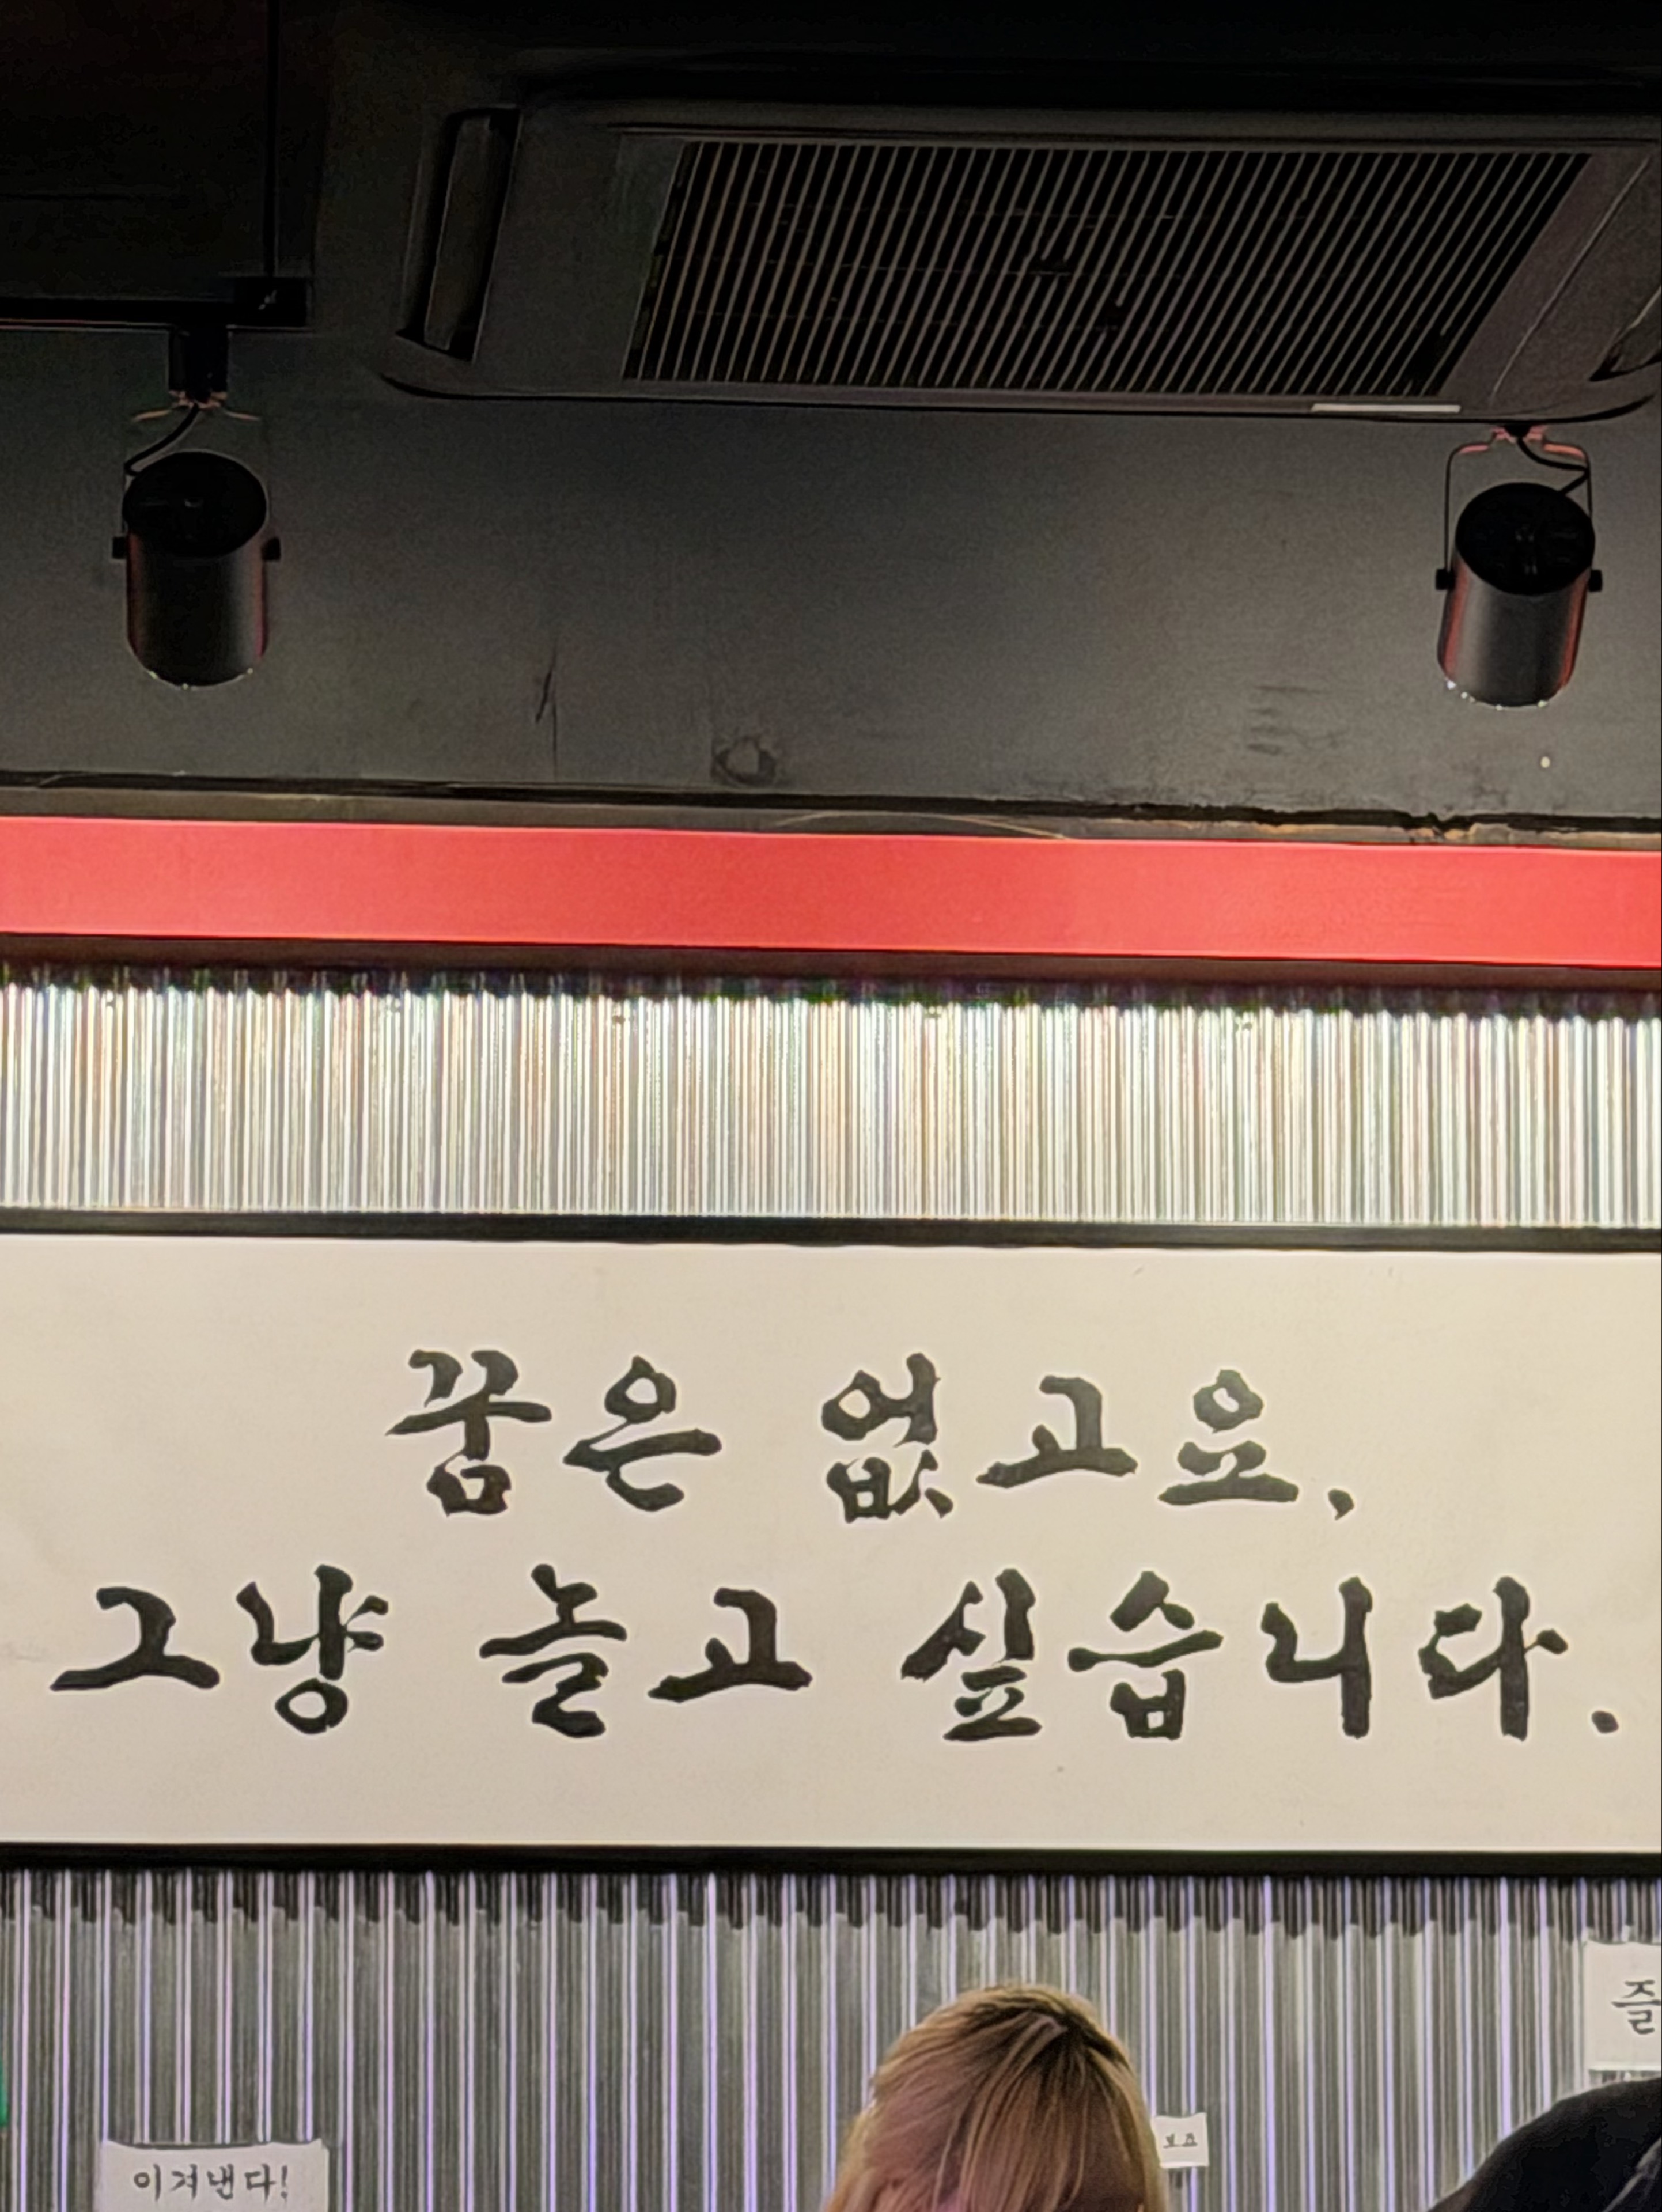 꿈은 없고요,
그냥 놀고 싶습니다.
이겨낸다!